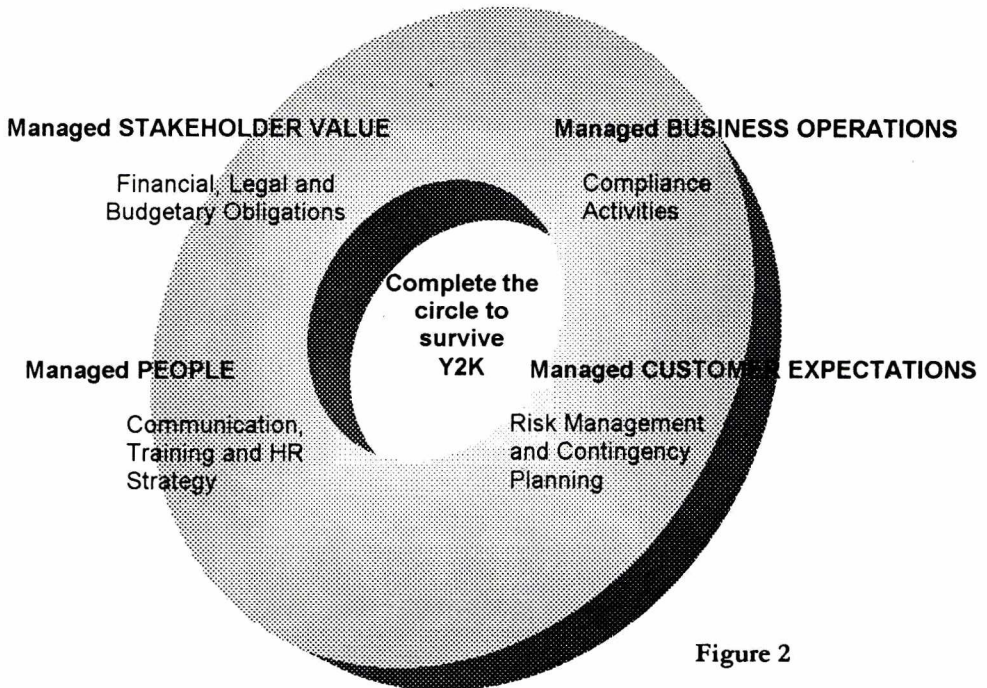 Managed STAKEHOLDER VALUE
Financial, Legal and
Budgetary Obligations
Managed BUSINESS OPERATIONS
Compliance
Activities
Complete the
circle to
survive
Y2K
Managed PEOPLE
Communication,
Training and HR
Strategy
Managed CUSTOMER EXPECTATIONS
Risk Management
and Contingency
Planning
Figure 2